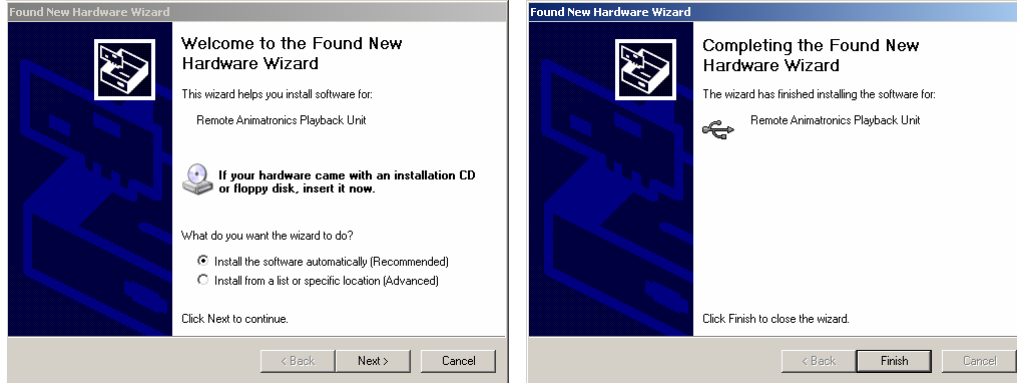 Found New Hardware Wizard
Welcome to the Found New
Hardware Wizard
This wizard helps you install software for:
Remote Animatronics Playback Unit
If your hardware came with an installation CD
or floppy disk, insert it now.
What do you want the wizard to do?
Install the software automatically (Recommended)
Install from a list or specific location (Advanced)
Click Next to continue.
< Back
Next >
Cancel
Found New Hardware Wizard
Completing the Found New
Hardware Wizard
The wizard has finished installing the software for:
Remote Animatronics Playback Unit
Click Finish to close the wizard.
< Back
Finish
Cancel